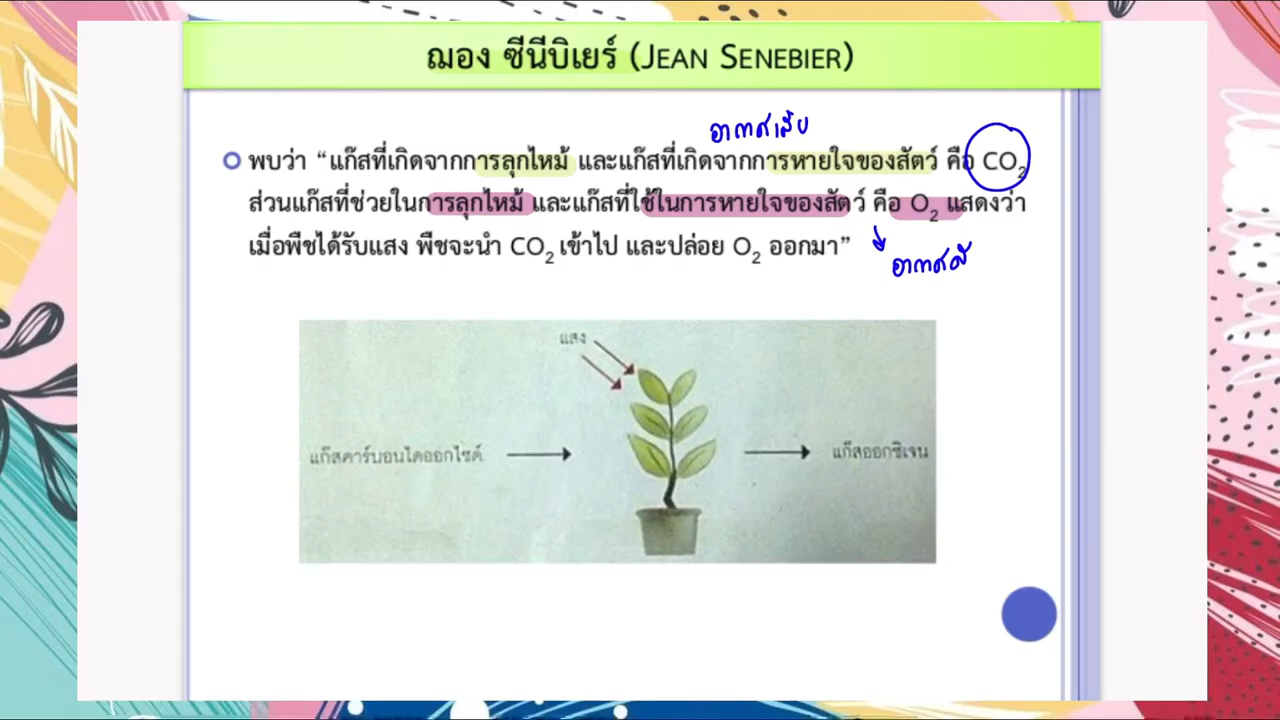 ฌอง ซีนีบิเยร์ (JEAN SENEBIER)
อากาศเสีย
พบว่า “แก๊สที่เกิดจากการลุกไหม้ และแก๊สที่เกิดจากการหายใจของสัตว์ คือ CO2
ส่วนแก๊สที่ช่วยในการลุกไหม้ และแก๊สที่ใช้ในการหายใจของสัตว์ คือ O2 แสดงว่า
เมื่อพืชได้รับแสง พืชจะนำ CO2 เข้าไป และปล่อย O2 ออกมา”
อากาศดี
แสง
แก๊สคาร์บอนไดออกไซด์
แก๊สออกซิเจน